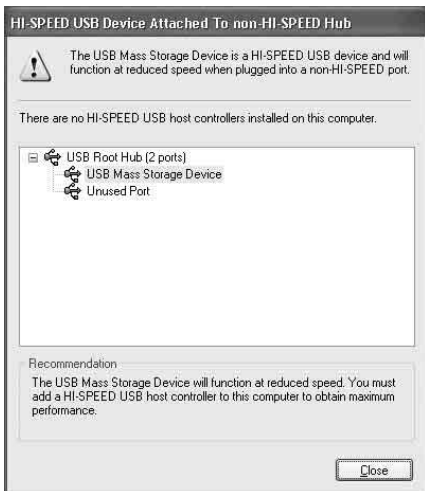 HI-SPEED USB Device Attached To non-HI-SPEED Hub
The USB Mass Storage Device is a HI-SPEED USB device and will
function at reduced speed when plugged into a non-HI-SPEED port.
There are no HI-SPEED USB host controllers installed on this computer.
USB Root Hub (2 ports)
USB Mass Storage Device
Unused Port
Recommendation
The USB Mass Storage Device will function at reduced speed. You must
add a HI-SPEED USB host controller to this computer to obtain maximum
performance.
Close